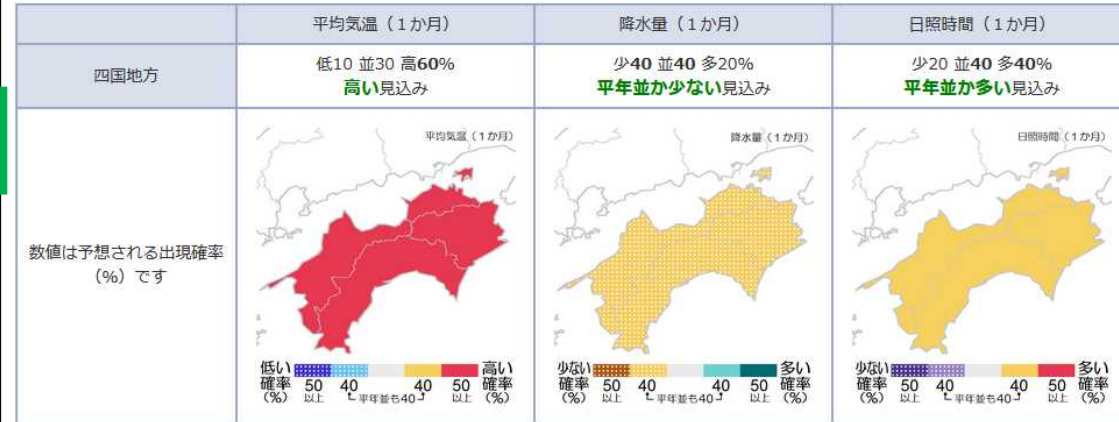 平均気温（１か月）
降水量（１か月）
日照時間（１か月）
四国地方
低10 並30 高60%
高い見込み
少40 並40 多20%
平年並か少ない見込み
少20 並40 多40%
平年並か多い見込み
数値は予想される出現確率
（%）です
平均気温（１か月）
低い
確率
(%)
50
以上
40
平年並も40
40
50
以上
高い
確率
(%)
降水量（１か月）
少ない
確率
(%)
50
以上
40
平年並も40
40
50
以上
多い
確率
(%)
日照時間（１か月）
少ない
確率
(%)
50
以上
40
平年並も40
40
50
以上
多い
確率
(%)